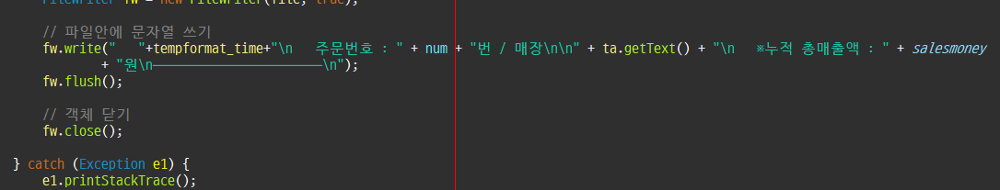 FileWriter fw = new FileWriter(file, true);
// 파일안에 문자열 쓰기
fw.write("   "+tempformat_time+"\n   주문번호 : " + num + "번 / 매장\n\n" + ta.getText() + "\n   ※누적 총매출액 : " + salesmoney
+ "원\n───────────────────────\n");
fw.flush();
// 객체 닫기
fw.close();
} catch (Exception e1) {
e1.printStackTrace();